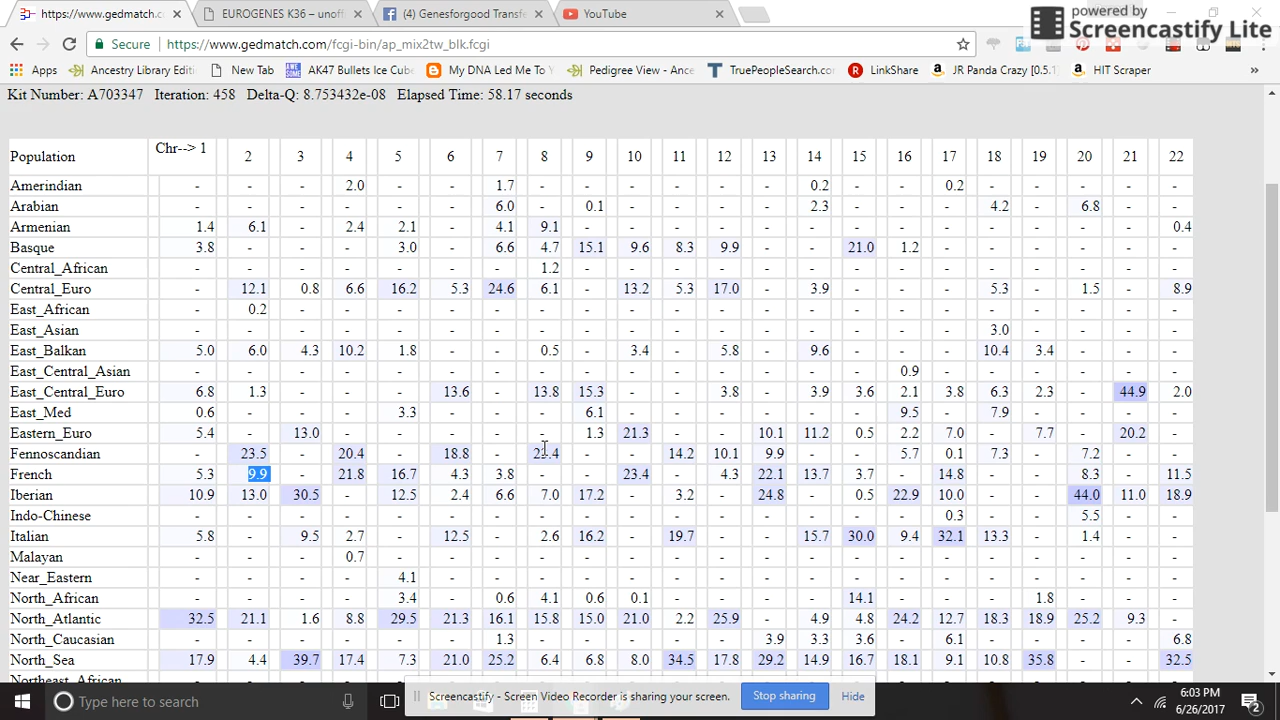 https://www.gedmatch.co
EUROGENES K36 – unoff
(4) Genesforgood Transfe
YouTube
powered by
Screencastify Lite
Secure
https://www.gedmatch.com/fcgi-bin/ap_mk2tw_blk.fcgi
Apps
Ancestry Library Editi
New Tab
AK47 Bullets Ice Cube
My DNA Led Me - Y
Pedigree View - Ance
TruePeopleSearch.co
LinkShare
JR Panda Crazy [0.5.1
HIT Scraper
»
Kit Number: A703347 Iteration: 458 Delta-Q: 8.753432e-08 Elapsed Time: 58.17 seconds
Population Chr--> 1 2 3 4 5 6 7 8 9 10 11 12 13 14 15 16 17 18 19 20 21 22
Amerindian - - - 2.0 - - 1.7 - - - - - - 0.2 - - 0.2 - - - - -
Arabian - - - - - - 6.0 - 0.1 - - - - 2.3 - - - 4.2 - 6.8 - -
Armenian 1.4 6.1 - 2.4 2.1 - 4.1 9.1 - - - - - - - - - - - - - 0.4
Basque 3.8 - - - 3.0 - 6.6 4.7 15.1 9.6 8.3 9.9 - - 21.0 1.2 - - - - - -
Central_African - - - - - - - 1.2 - - - - - - - - - - - - - -
Central_Euro - 12.1 0.8 6.6 16.2 5.3 24.6 6.1 - 13.2 5.3 17.0 - 3.9 - - - 5.3 - 1.5 - 8.9
East_African - 0.2 - - - - - - - - - - - - - - - - - - - -
East_Asian - - - - - - - - - - - - - - - - - 3.0 - - - -
East_Balkan 5.0 6.0 4.3 10.2 1.8 - - 0.5 - 3.4 - 5.8 - 9.6 - - - 10.4 3.4 - - -
East_Central_Asian - - - - - - - - - - - - - - - 0.9 - - - - - -
East_Central_Euro 6.8 1.3 - - - 13.6 - 13.8 15.3 - - 3.8 - 3.9 3.6 2.1 3.8 6.3 2.3 - 44.9 2.0
East_Med 0.6 - - - 3.3 - - - 6.1 - - - - - - 9.5 - 7.9 - - - -
Eastern_Euro 5.4 - 13.0 - - - - - 1.3 21.3 - - 10.1 11.2 0.5 2.2 7.0 - 7.7 - 20.2 -
Fennoscandian - 23.5 - 20.4 - 18.8 - - - 14.2 10.1 9.9 - - 5.7 0.1 7.3 - 7.2 - -
French 5.3 9.9 - 21.8 16.7 4.3 3.8 - - 23.4 - 4.3 22.1 13.7 3.7 - 14.8 - - 8.3 - 11.5
Iberian 10.9 13.0 30.5 - 12.5 2.4 6.6 7.0 17.2 - 3.2 - 24.8 - 0.5 22.9 10.0 - - 44.0 11.0 18.9
Indo-Chinese - - - - - - - - - - - - - - - - 0.3 - - 5.5 - -
Italian 5.8 - 9.5 2.7 - 12.5 - 2.6 16.2 - 19.7 - - 15.7 30.0 9.4 32.1 13.3 - 1.4 - -
Malayan - - - 0.7 - - - - - - - - - - - - - - - - - -
Near_Eastern - - - - 4.1 - - - - - - - - - - - - - - - - -
North_African - - - - 3.4 - 0.6 4.1 0.6 0.1 - - - - 14.1 - - - 1.8 - - -
North_Atlantic 32.5 21.1 1.6 8.8 29.5 21.3 16.1 15.8 15.0 21.0 2.2 25.9 - 4.9 4.8 24.2 12.7 18.3 18.9 25.2 9.3 -
North_Caucasian - - - - - - 1.3 - - - - - 3.9 3.3 3.6 - 6.1 - - - - 6.8
North_Sea 17.9 4.4 39.7 17.4 7.3 21.0 25.2 6.4 6.8 8.0 34.5 17.8 29.2 14.9 16.7 18.1 9.1 10.8 35.8 - - 32.5
Northeast_African
Type here to search
Screencastify - Screen Video Recorder is sharing your screen.
Stop sharing
Hide
6:03 PM
6/26/2017
2